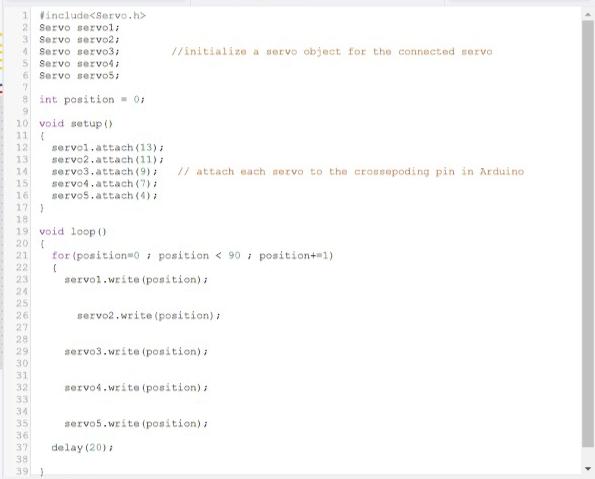 1 #include<Servo.h>
2 Servo servo1;
3 Servo servo2;
4 Servo servo3; //initialize a servo object for the connected servo
5 Servo servo4;
6 Servo servo5;
7
8 int position = 0;
9
10 void setup()
11 {
12 servo1.attach(13);
13 servo2.attach(11);
14 servo3.attach(9); // attach each servo to the crossepoding pin in Arduino
15 servo4.attach(7);
16 servo5.attach(4);
17 }
18
19 void loop()
20 {
21 for(position=0 ; position < 90 ; position+=1)
22 {
23 servo1.write(position);
24
25
26 servo2.write(position);
27
28
29 servo3.write(position);
30
31
32 servo4.write(position);
33
34
35 servo5.write(position);
36
37 delay(20);
38
39 }